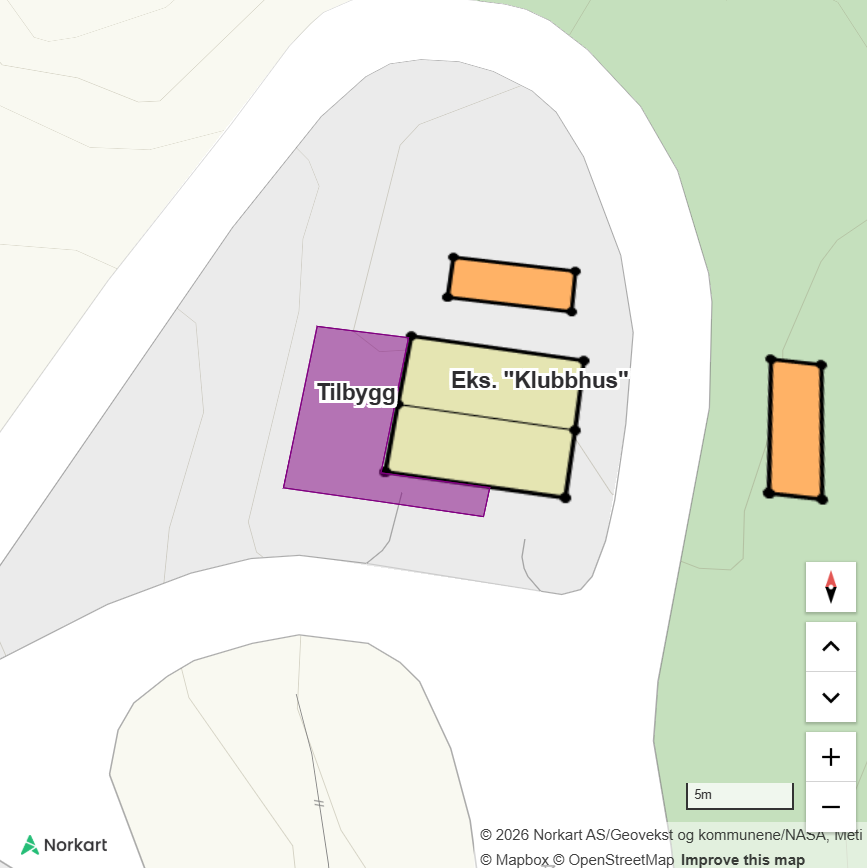 Eks. "Klubbhus"
Tilbygg
5m
Norkart
© 2026 Norkart AS/Geovekst og kommunene/NASA, Meti
© Mapbox © OpenStreetMap Improve this map